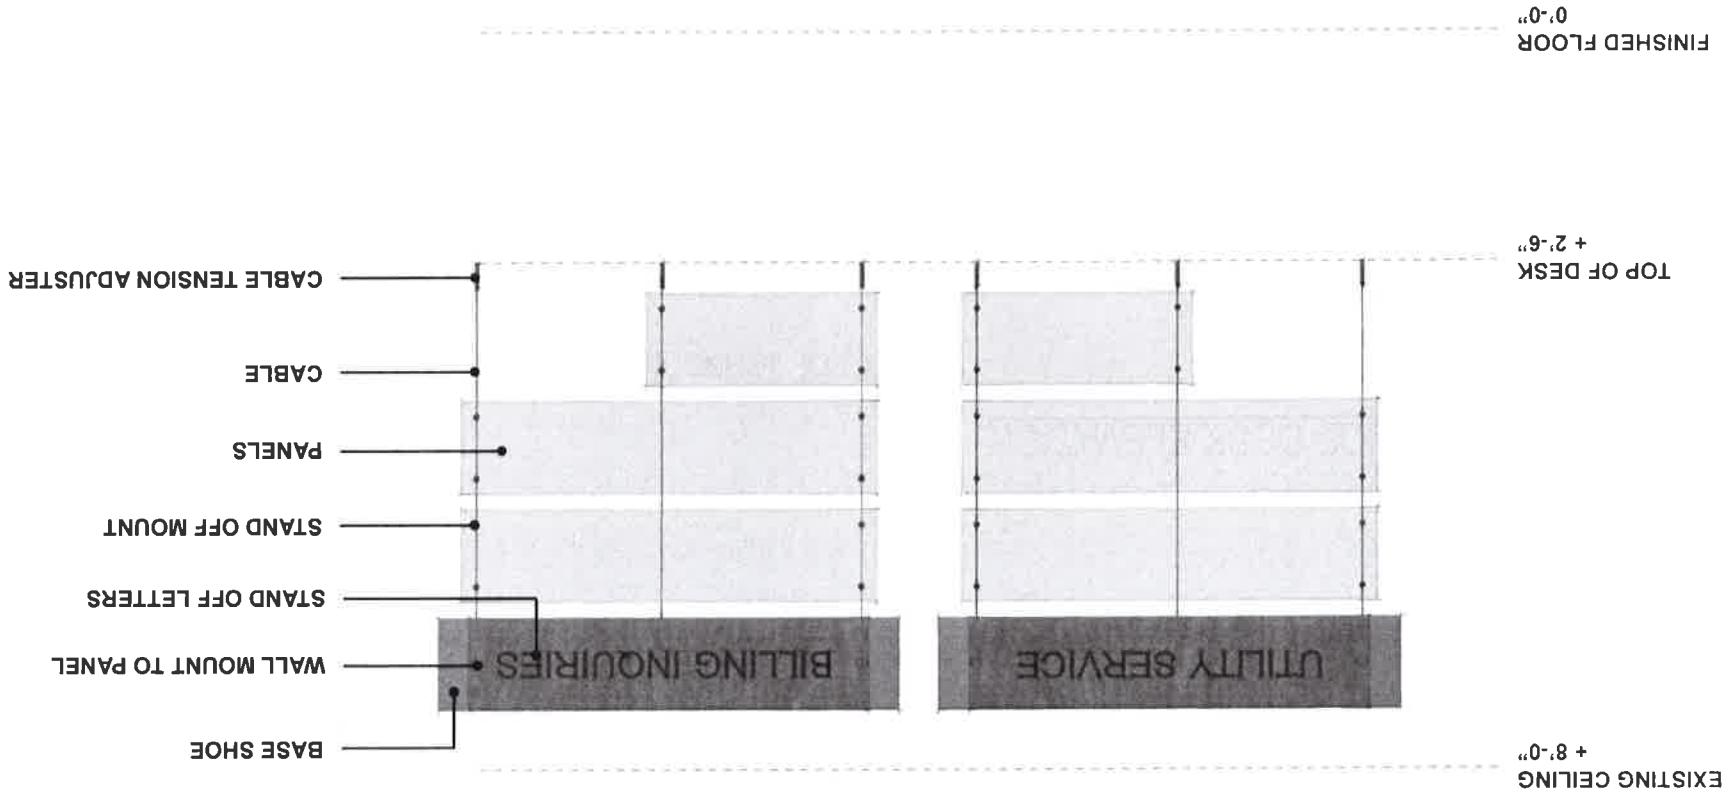 EXISTING CEILING
+ 8'-0"
BASE SHOE
UTILITY SERVICE
BILLING INQUIRIES
WALL MOUNT TO PANEL
STAND OFF LETTERS
STAND OFF MOUNT
PANELS
CABLE
TOP OF DESK
+ 2'-6"
CABLE TENSION ADJUSTER
FINISHED FLOOR
0'-0"